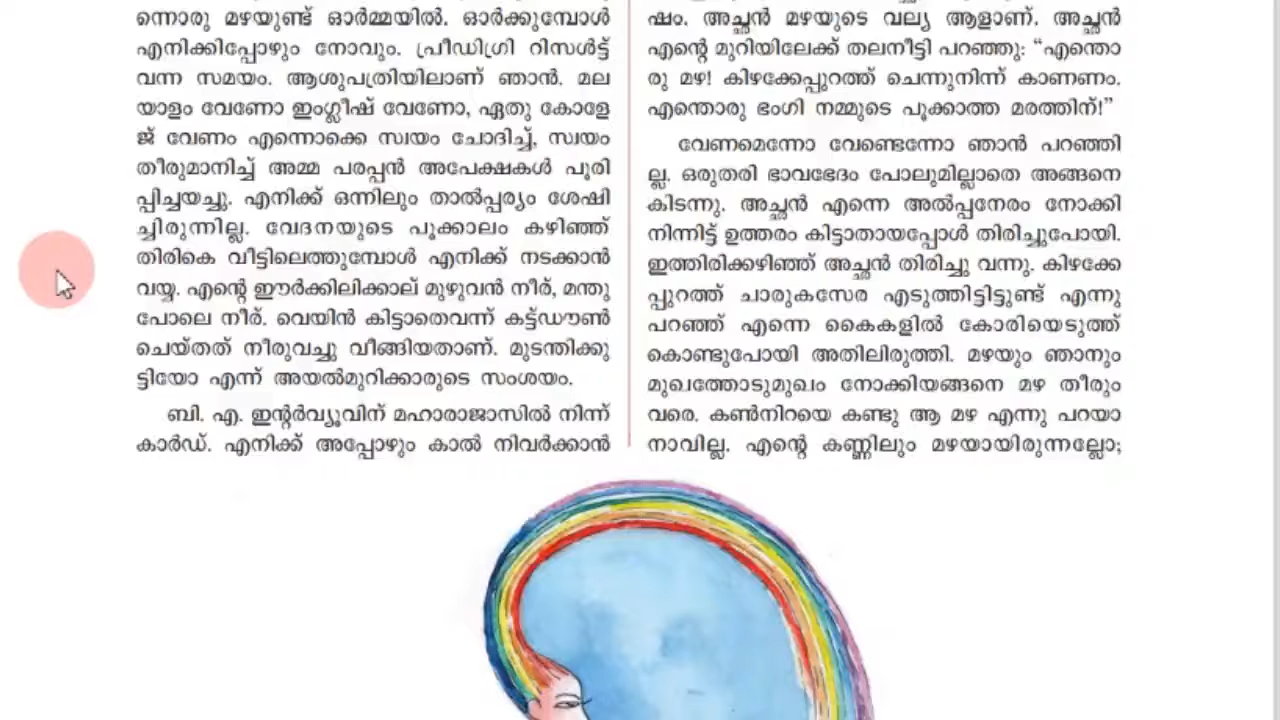 ന്നൊരു മഴയുണ്ട് ഓർമ്മയിൽ. ഓർക്കുമ്പോൾ
എനിക്കിപ്പോഴും നോവും. പ്രീഡിഗ്രി റിസൾട്ട്
വന്ന സമയം. ആശുപത്രിയിലാണ് ഞാൻ. മല
യാളം വേണോ ഇംഗ്ലീഷ് വേണോ, ഏതു കോളേ
ജ് വേണം എന്നൊക്കെ സ്വയം ചോദിച്ച്, സ്വയം
തീരുമാനിച്ച് അമ്മ പരപ്പൻ അപേക്ഷകൾ പൂരി
പ്പിച്ചയച്ചു. എനിക്ക് ഒന്നിലും താൽപ്പര്യം ശേഷി
ച്ചിരുന്നില്ല. വേദനയുടെ പൂക്കാലം കഴിഞ്ഞ്
തിരികെ വീട്ടിലെത്തുമ്പോൾ എനിക്ക് നടക്കാൻ
വയ്യ. എന്റെ ഈർക്കിലിക്കാല് മുഴുവൻ നീര്, മന്തു
പോലെ നീര്. വെയിൻ കിട്ടാതെവന്ന് കട്ട്ഡൗൺ
ചെയ്തത് നീരുവച്ചു വീങ്ങിയതാണ്. മുടന്തിക്കു
ട്ടിയോ എന്ന് അയൽമുറിക്കാരുടെ സംശയം.
ബി. എ. ഇന്റർവ്യൂവിന് മഹാരാജാസിൽ നിന്ന്
കാർഡ്. എനിക്ക് അപ്പോഴും കാൽ നിവർക്കാൻ
ഷം. അച്ഛൻ മഴയുടെ വല്യ ആളാണ്. അച്ഛൻ
എന്റെ മുറിയിലേക്ക് തലനീട്ടി പറഞ്ഞു: “എന്തൊ
രു മഴ! കിഴക്കേപ്പുറത്ത് ചെന്നുനിന്ന് കാണണം.
എന്തൊരു ഭംഗി നമ്മുടെ പൂക്കാത്ത മരത്തിന്!”
വേണമെന്നോ വേണ്ടെന്നോ ഞാൻ പറഞ്ഞി
ല്ല. ഒരുതരി ഭാവഭേദം പോലുമില്ലാതെ അങ്ങനെ
കിടന്നു. അച്ഛൻ എന്നെ അൽപ്പനേരം നോക്കി
നിന്നിട്ട് ഉത്തരം കിട്ടാതായപ്പോൾ തിരിച്ചുപോയി.
ഇത്തിരികഴിഞ്ഞ് അച്ഛൻ തിരിച്ചു വന്നു. കിഴക്കേ
പ്പുറത്ത് ചാരുകസേര എടുത്തിട്ടിട്ടുണ്ട് എന്നു
പറഞ്ഞ് എന്നെ കൈകളിൽ കോരിയെടുത്ത്
കൊണ്ടുപോയി അതിലിരുത്തി. മഴയും ഞാനും
മുഖത്തോടുമുഖം നോക്കിയങ്ങനെ മഴ തീരും
വരെ. കൺനിറയെ കണ്ടു ആ മഴ എന്നു പറയാ
നാവില്ല. എന്റെ കണ്ണിലും മഴയായിരുന്നല്ലോ;